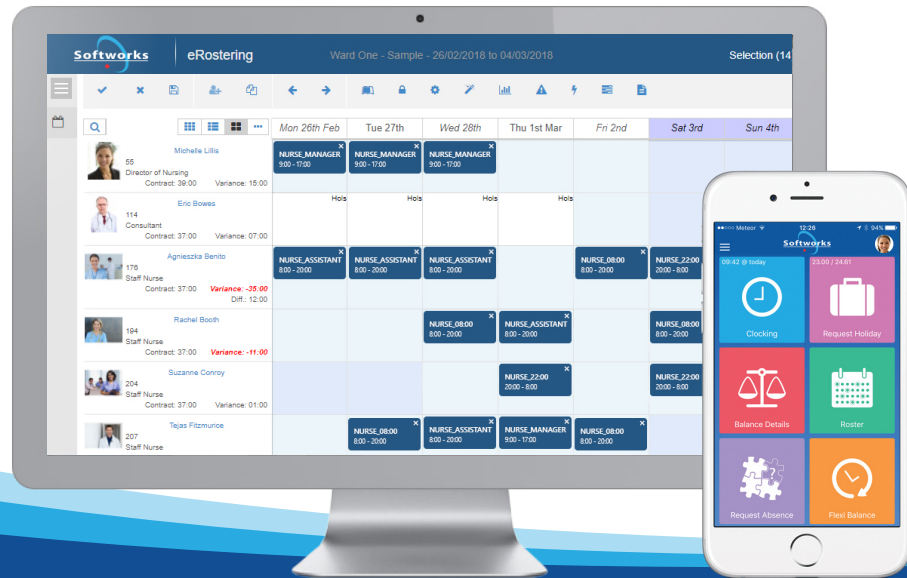 Softworks
eRostering
Ward One - Sample - 26/02/2018 to 04/03/2018
Selection (14
Mon 26th Feb
Tue 27th
Wed 28th
Thu 1st Mar
Fri 2nd
Sat 3rd
Sun 4th
Michelle Lillis
55
Director of Nursing
Contract: 39:00 Variance: 15:00
NURSE_MANAGER
9:00 - 17:00
NURSE_MANAGER
9:00 - 17:00
NURSE_MANAGER
9:00 - 17:00
Eric Bowes
114
Consultant
Contract: 37:00 Variance: 07:00
Hols
Hols
Hols
Hols
Agnieszka Benito
176
Staff Nurse
Contract: 37:00 Variance: -35:00
Diff.: 12:00
NURSE_ASSISTANT
8:00 - 20:00
NURSE_ASSISTANT
8:00 - 20:00
NURSE_ASSISTANT
8:00 - 20:00
NURSE_08:00
8:00 - 20:00
NURSE_22:00
20:00 - 8:00
Rachel Booth
194
Staff Nurse
Contract: 37:00 Variance: -11:00
NURSE_08:00
8:00 - 20:00
NURSE_ASSISTANT
8:00 - 20:00
NURSE_08:00
8:00 - 20:00
Suzanne Conroy
204
Staff Nurse
Contract: 37:00 Variance: 01:00
NURSE_22:00
20:00 - 8:00
NURSE_22:00
20:00 - 8:00
Tejas Fitzmurice
207
Staff Nurse
NURSE_08:00
8:00 - 20:00
NURSE_ASSISTANT
8:00 - 20:00
NURSE_MANAGER
9:00 - 17:00
NURSE_08:00
8:00 - 20:00
Meteor 12:26 94%
Softworks
09:42 @ today
Clocking
23.00 / 24.61
Request Holiday
Balance Details
Roster
Request Absence
Flexi Balance